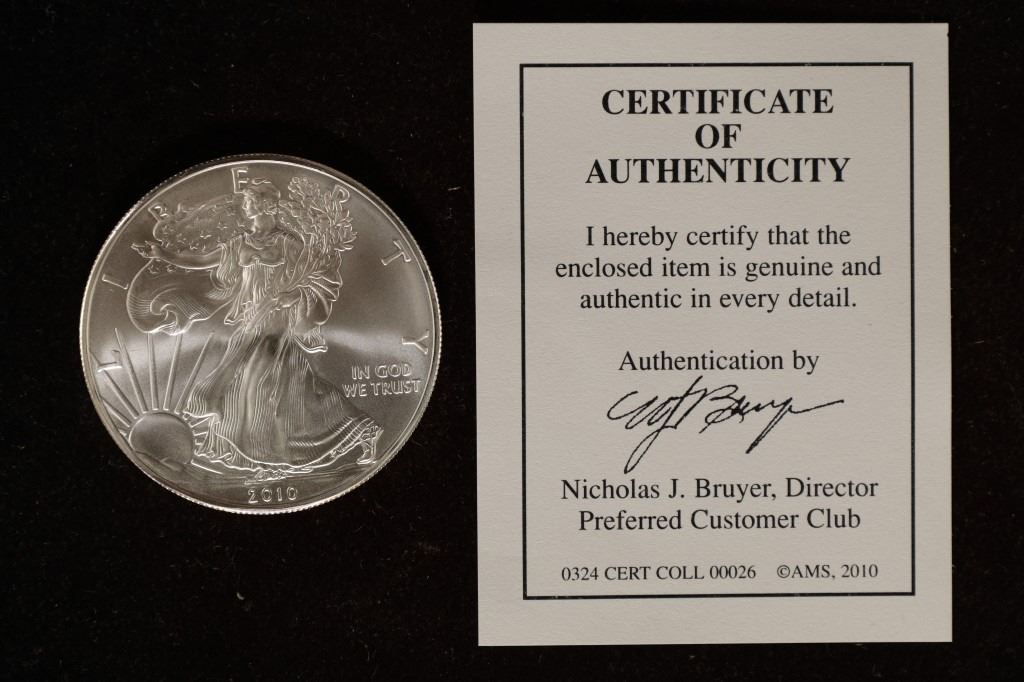 LIBERTY
IN GOD
WE TRUST
2010
CERTIFICATE
OF
AUTHENTICITY
I hereby certify that the
enclosed item is genuine and
authentic in every detail.
Authentication by
Nicholas J. Bruyer, Director
Preferred Customer Club
0324 CERT COLL 00026 ©AMS, 2010